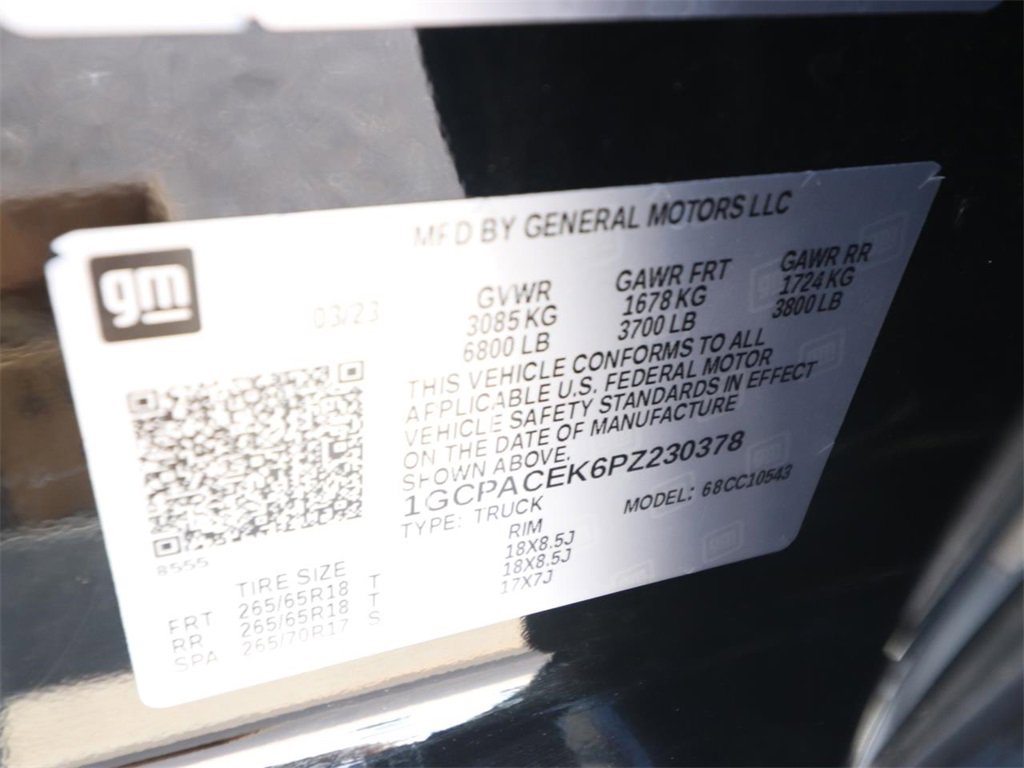 MFD BY GENERAL MOTORS LLC
gm
03/23
GVWR GAWR FRT GAWR RR
3085 KG 1678 KG 1724 KG
6800 LB 3700 LB 3800 LB
THIS VEHICLE CONFORMS TO ALL
APPLICABLE U.S. FEDERAL MOTOR
VEHICLE SAFETY STANDARDS IN EFFECT
ON THE DATE OF MANUFACTURE
SHOWN ABOVE.
1GCPACEK6PZ230378
TYPE: TRUCK MODEL: 68CC10543
8555
TIRE SIZE RIM
FRT 265/65R18 T 18X8.5J
RR 265/65R18 T 18X8.5J
SPA 265/70R17 S 17X7J